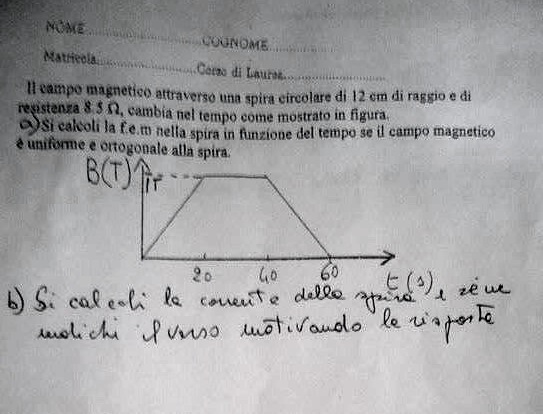 NOME..............................COGNOME................
Matricola..........................Corso di Laurea..........................
Il campo magnetico attraverso una spira circolare di 12 cm di raggio e di
resistenza 8.5 Ω, cambia nel tempo come mostrato in figura.
a) Si calcoli la f.e.m nella spira in funzione del tempo se il campo magnetico
è uniforme e ortogonale alla spira.
B(T)
1T
20 40 60
t(s)
b) Si calcoli la corrente della spira e se ne
indichi il verso motivando la risposta